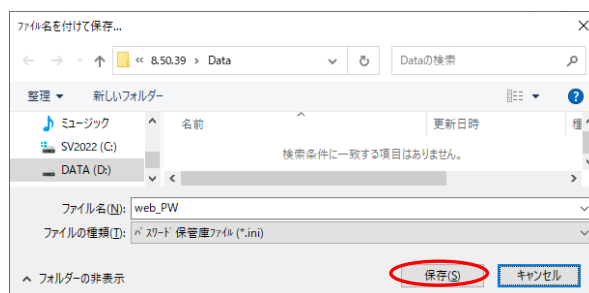 ファイル名を付けて保存...
« 8.50.39 › Data
Dataの検索
整理 新しいフォルダー
名前 更新日時 種
ミュージック
SV2022 (C:)
DATA (D:)
検索条件に一致する項目はありません。
ファイル名(N): web_PW
ファイルの種類(T): パスワード保管庫ファイル (*.ini)
フォルダーの非表示
保存(S) キャンセル